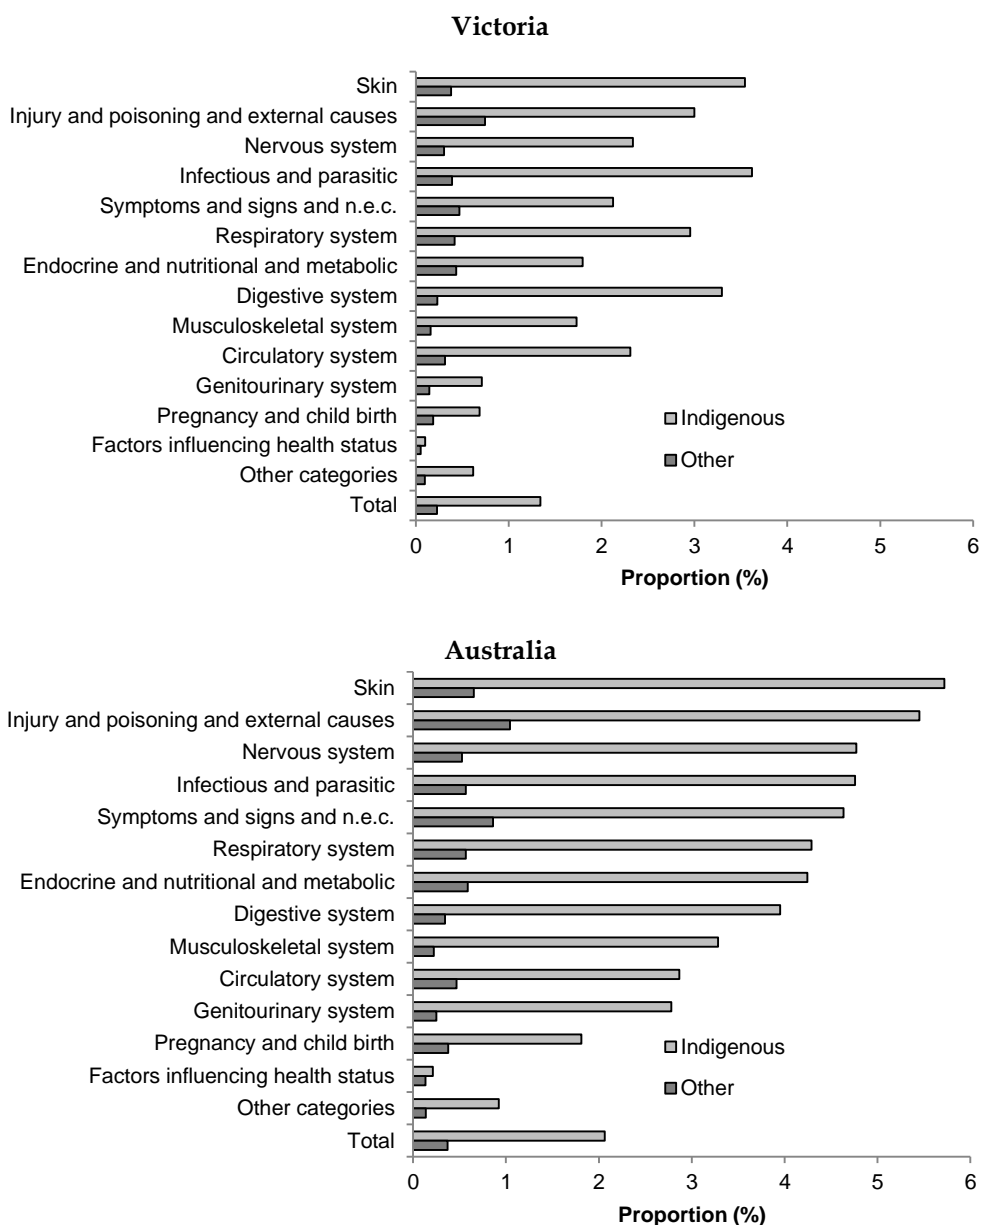 Victoria
Skin
Injury and poisoning and external causes
Nervous system
Infectious and parasitic
Symptoms and signs and n.e.c.
Respiratory system
Endocrine and nutritional and metabolic
Digestive system
Musculoskeletal system
Circulatory system
Genitourinary system
Pregnancy and child birth
Indigenous
Factors influencing health status
Other
Other categories
Total
0 1 2 3 4 5 6
Proportion (%)
Australia
Skin
Injury and poisoning and external causes
Nervous system
Infectious and parasitic
Symptoms and signs and n.e.c.
Respiratory system
Endocrine and nutritional and metabolic
Digestive system
Musculoskeletal system
Circulatory system
Genitourinary system
Pregnancy and child birth
Indigenous
Factors influencing health status
Other
Other categories
Total
0 1 2 3 4 5 6
Proportion (%)